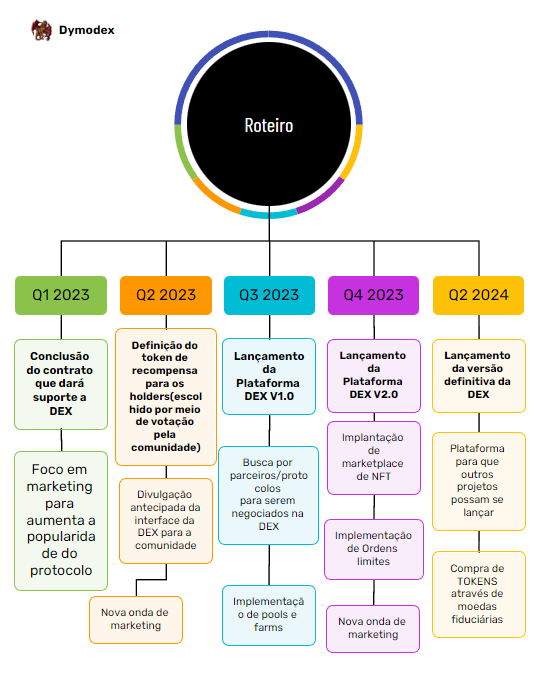 Dymodex
Roteiro
Q1 2023
Conclusão
do contrato
que dará
suporte a
DEX
Foco em
marketing
para
aumenta a
popularida
de do
protocolo
Q2 2023
Definição do
token de
recompensa
para os
holders(escol
hido por meio
de votação
pela
comunidade)
Divulgação
antecipada da
interface da
DEX para a
comunidade
Nova onda de
marketing
Q3 2023
Lançamento
da
Plataforma
DEX V1.0
Busca por
parceiros/proto
colos
para serem
negociados na
DEX
Implementaçã
o de pools e
farms
Q4 2023
Lançamento
da
Plataforma
DEX V2.0
Implantação
de
marketplace
de NFT
Implementação
de Ordens
limites
Nova onda de
marketing
Q2 2024
Lançamento
da versão
definitiva da
DEX
Plataforma
para que
outros
projetos
possam se
lançar
Compra de
TOKENS
através de
moedas
fiduciárias